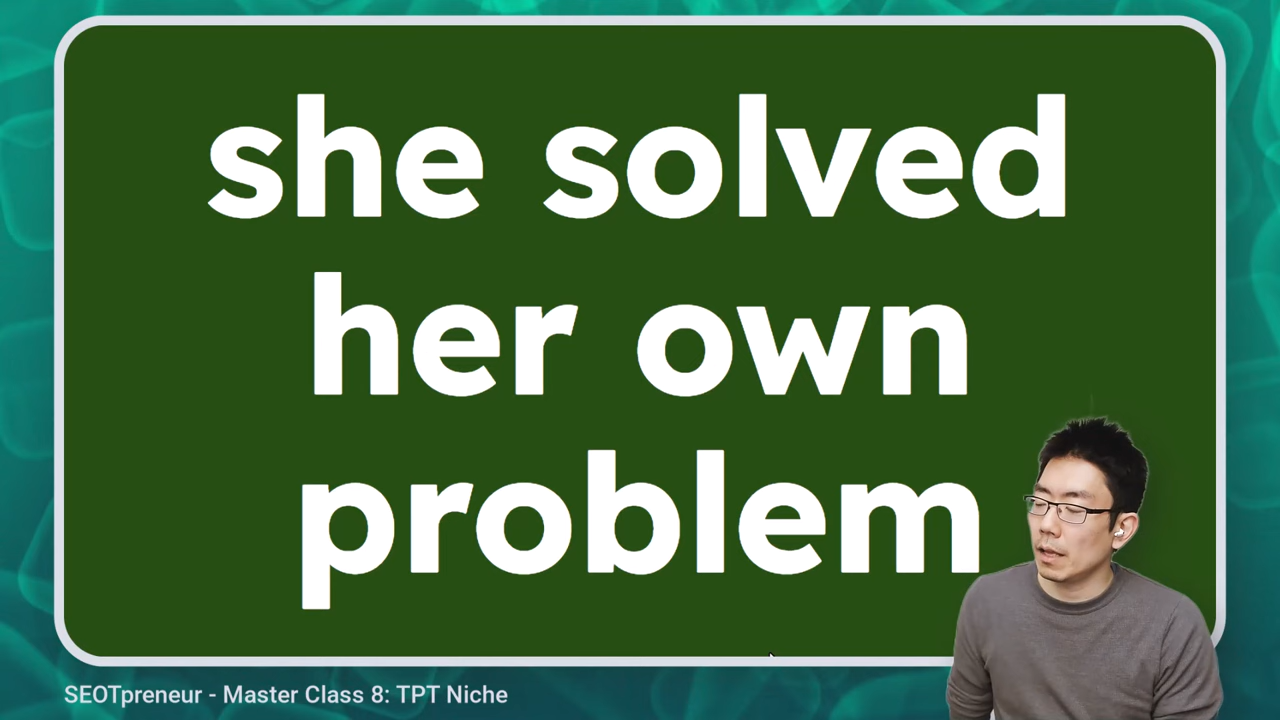 she solved
her own
problem
SEOTpreneur - Master Class 8: TPT Niche